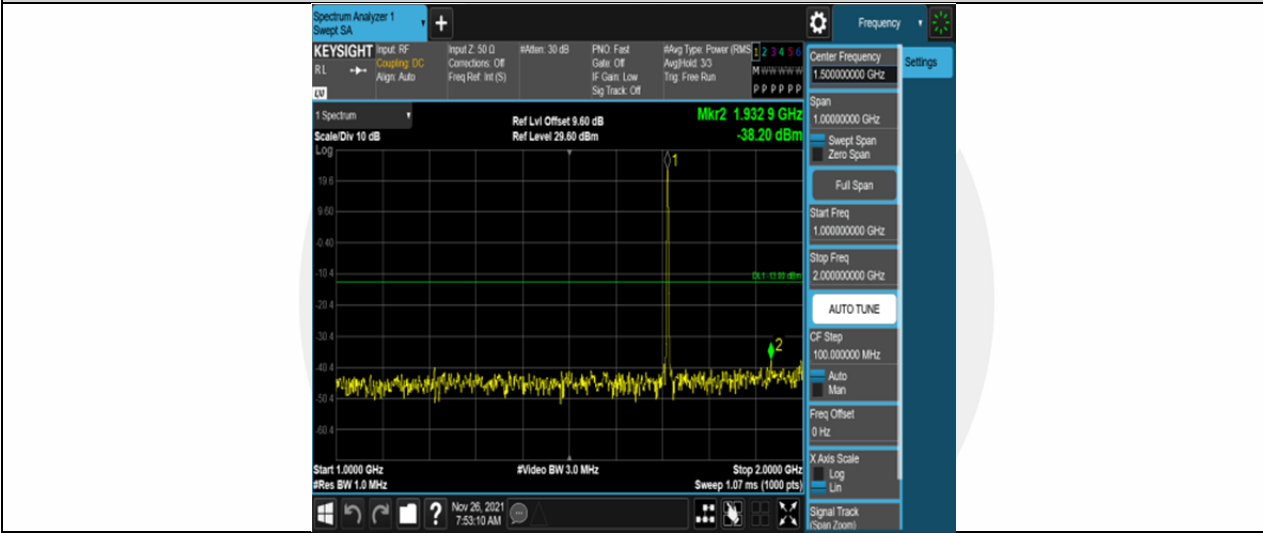 Spectrum Analyzer 1
Swept SA
+
Frequency
KEYSIGHT
Input: RF
Coupling: DC
Align: Auto
RL
LV
Input Z: 50 Ω
Corrections: Off
Freq Ref: Int (S)
#Atten: 30 dB
PNO: Fast
Gate: Off
IF Gain: Low
Sig Track: Off
#Avg Type: Power (RMS
Avg|Hold: 3/3
Trig: Free Run
1 2 3 4 5 6
M W W W W W
P P P P P P
1 Spectrum
Scale/Div 10 dB
Ref Lvl Offset 9.60 dB
Ref Level 29.60 dBm
Mkr2 1.932 9 GHz
-38.20 dBm
Log
19.6
9.60
-0.40
-10.4
-20.4
-30.4
-40.4
-50.4
-60.4
1
DL1 -13.00 dBm
2
Start 1.0000 GHz
#Res BW 1.0 MHz
#Video BW 3.0 MHz
Stop 2.0000 GHz
Sweep 1.07 ms (1000 pts)
?
Nov 26, 2021
7:53:10 AM
Center Frequency
1.500000000 GHz
Settings
Span
1.00000000 GHz
Swept Span
Zero Span
Full Span
Start Freq
1.000000000 GHz
Stop Freq
2.000000000 GHz
AUTO TUNE
CF Step
100.000000 MHz
Auto
Man
Freq Offset
0 Hz
X Axis Scale
Log
Lin
Signal Track
(Span Zoom)